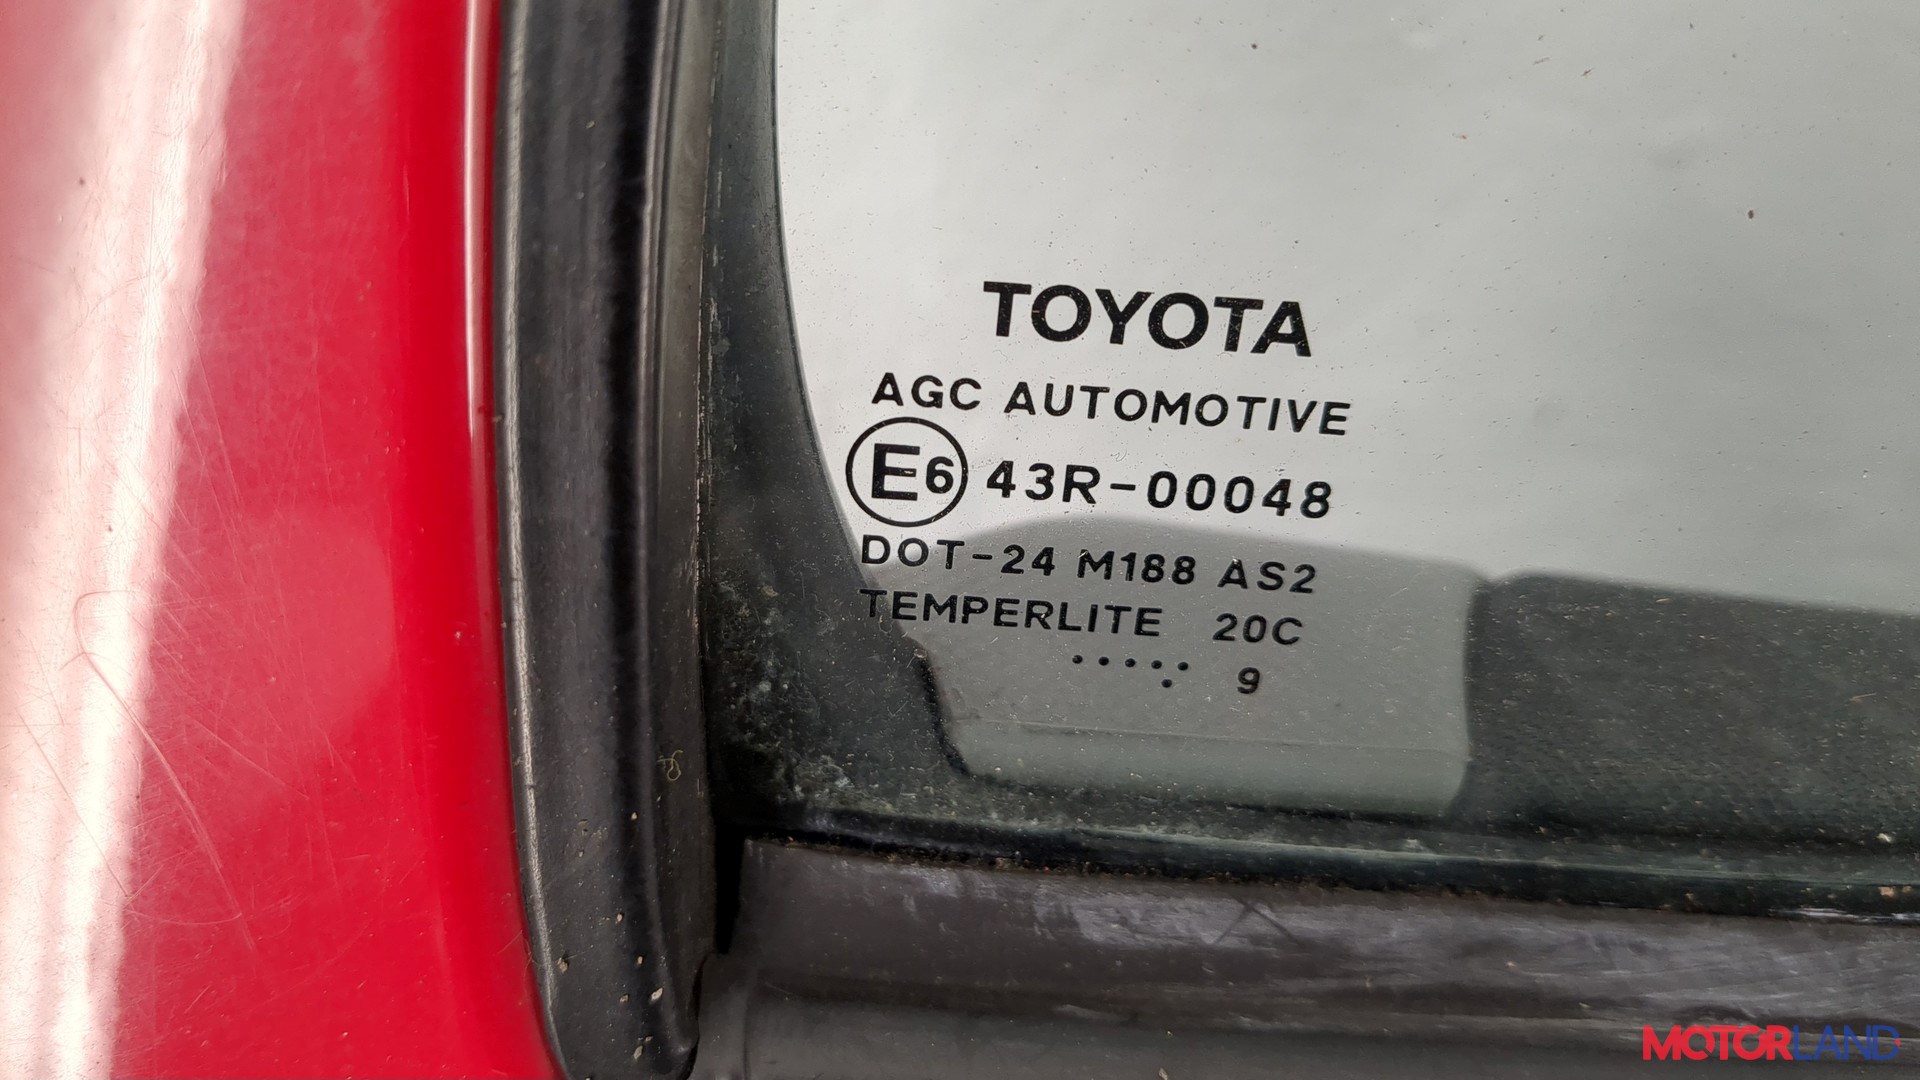 TOYOTA
AGC AUTOMOTIVE
E6 43R-00048
DOT-24 M188 AS2
TEMPERLITE 20C
..... . 9
MOTORLAND